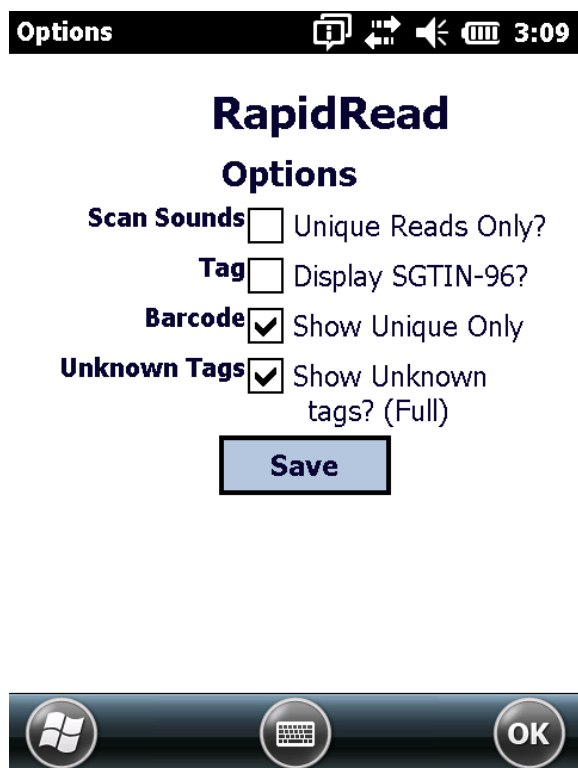 Options 3:09
RapidRead
Options
Scan Sounds Unique Reads Only?
Tag Display SGTIN-96?
Barcode Show Unique Only
Unknown Tags Show Unknown
tags? (Full)
Save
OK